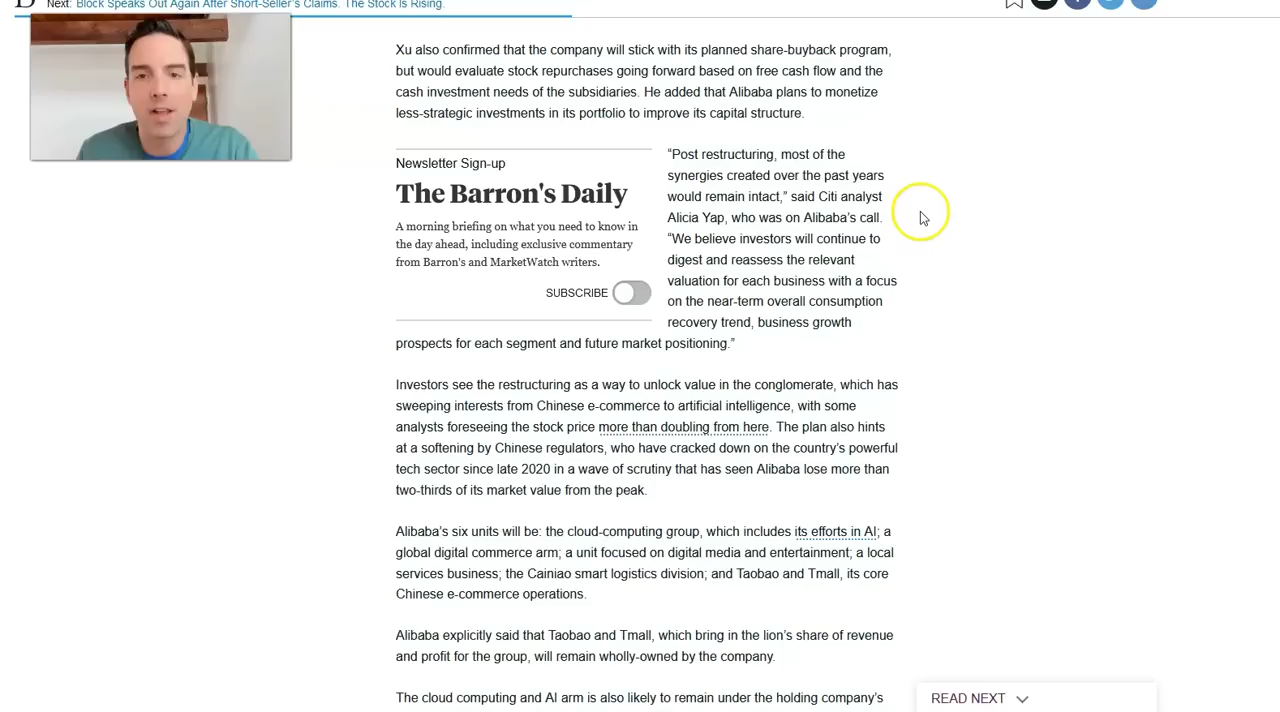 Next: Block Speaks Out Again After Short-Seller's Claims. The Stock Is Rising.
Xu also confirmed that the company will stick with its planned share-buyback program,
but would evaluate stock repurchases going forward based on free cash flow and the
cash investment needs of the subsidiaries. He added that Alibaba plans to monetize
less-strategic investments in its portfolio to improve its capital structure.
Newsletter Sign-up
The Barron's Daily
A morning briefing on what you need to know in
the day ahead, including exclusive commentary
from Barron's and MarketWatch writers.
SUBSCRIBE
“Post restructuring, most of the
synergies created over the past years
would remain intact,” said Citi analyst
Alicia Yap, who was on Alibaba’s call.
“We believe investors will continue to
digest and reassess the relevant
valuation for each business with a focus
on the near-term overall consumption
recovery trend, business growth
prospects for each segment and future market positioning.”
Investors see the restructuring as a way to unlock value in the conglomerate, which has
sweeping interests from Chinese e-commerce to artificial intelligence, with some
analysts foreseeing the stock price more than doubling from here. The plan also hints
at a softening by Chinese regulators, who have cracked down on the country’s powerful
tech sector since late 2020 in a wave of scrutiny that has seen Alibaba lose more than
two-thirds of its market value from the peak.
Alibaba’s six units will be: the cloud-computing group, which includes its efforts in AI; a
global digital commerce arm; a unit focused on digital media and entertainment; a local
services business; the Cainiao smart logistics division; and Taobao and Tmall, its core
Chinese e-commerce operations.
Alibaba explicitly said that Taobao and Tmall, which bring in the lion’s share of revenue
and profit for the group, will remain wholly-owned by the company.
The cloud computing and AI arm is also likely to remain under the holding company’s
READ NEXT